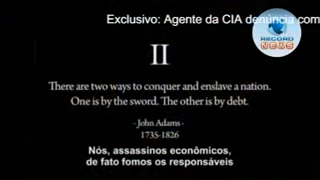 Exclusivo: Agente da CIA denúncia com
RECORD
NEWS
II
There are two ways to conquer and enslave a nation.
One is by the sword. The other is by debt.
- John Adams -
1735-1826
Nós, assassinos econômicos,
de fato fomos os responsáveis